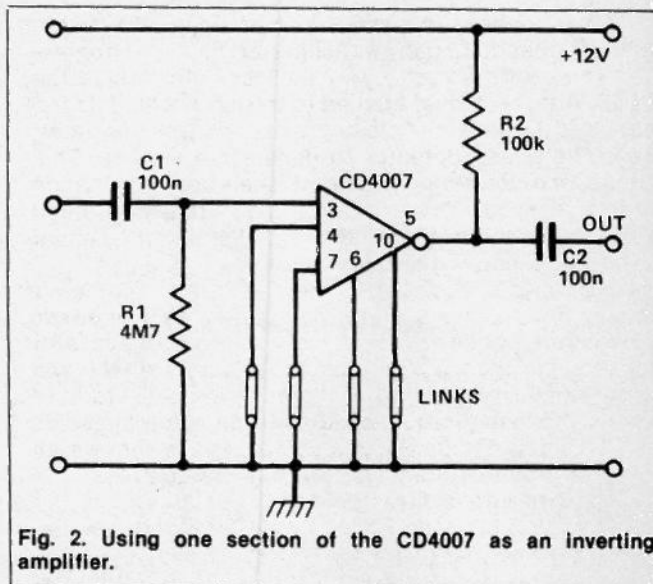 +12V
R2
100k
C1
100n
CD4007
3
5
4
10
OUT
7
6
C2
100n
R1
4M7
LINKS
Fig. 2. Using one section of the CD4007 as an inverting
amplifier.